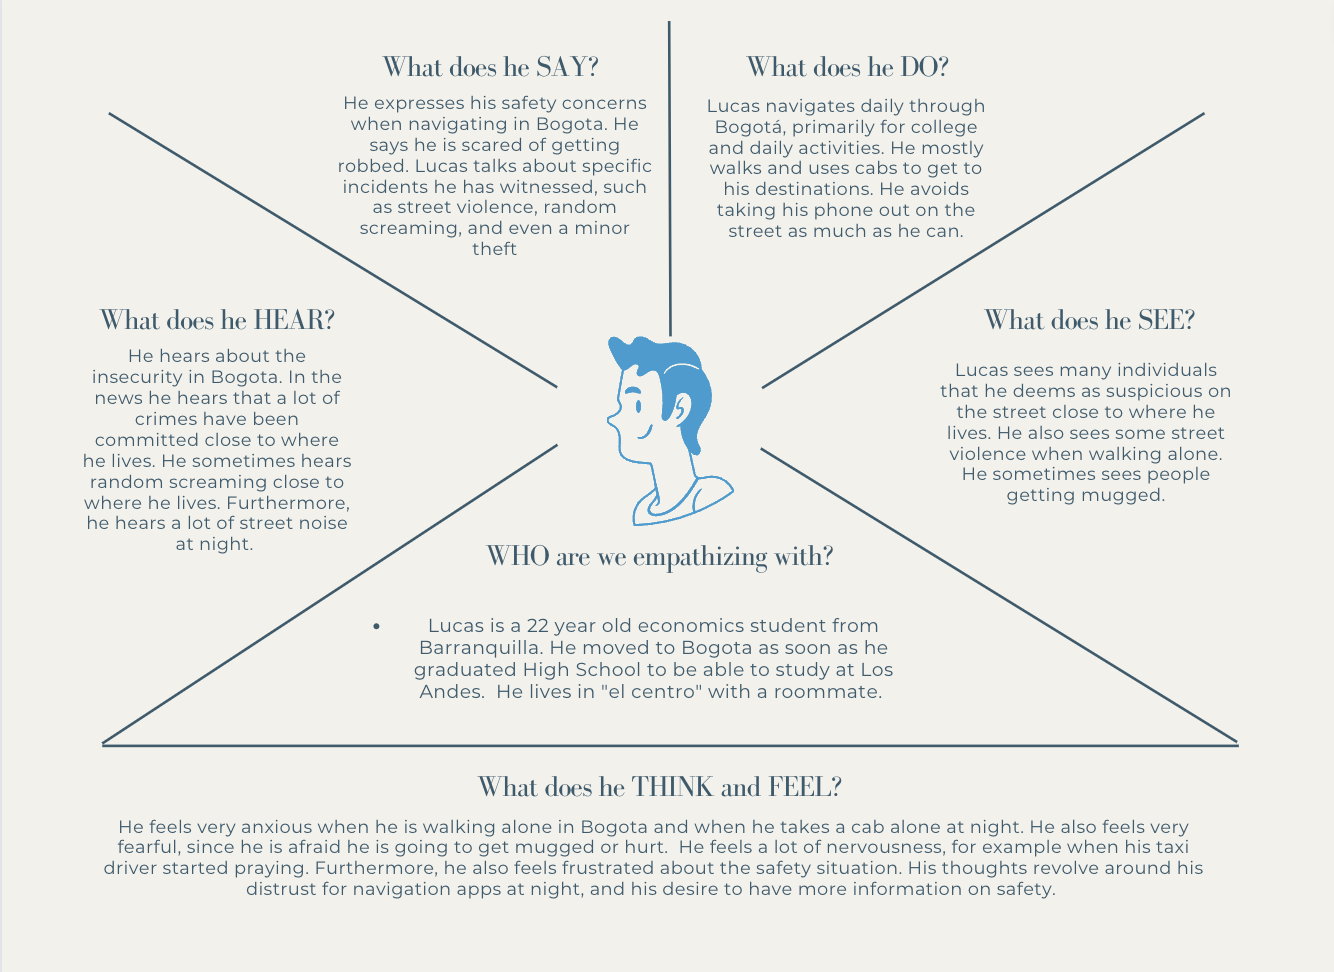 What does he SAY?
He expresses his safety concerns
when navigating in Bogota. He
says he is scared of getting
robbed. Lucas talks about specific
incidents he has witnessed, such
as street violence, random
screaming, and even a minor
theft
What does he DO?
Lucas navigates daily through
Bogotá, primarily for college
and daily activities. He mostly
walks and uses cabs to get to
his destinations. He avoids
taking his phone out on the
street as much as he can.
What does he HEAR?
He hears about the
insecurity in Bogota. In the
news he hears that a lot of
crimes have been
committed close to where
he lives. He sometimes hears
random screaming close to
where he lives. Furthermore,
he hears a lot of street noise
at night.
What does he SEE?
Lucas sees many individuals
that he deems as suspicious on
the street close to where he
lives. He also sees some street
violence when walking alone.
He sometimes sees people
getting mugged.
WHO are we empathizing with?
• Lucas is a 22 year old economics student from
Barranquilla. He moved to Bogota as soon as he
graduated High School to be able to study at Los
Andes.  He lives in "el centro" with a roommate.
What does he THINK and FEEL?
He feels very anxious when he is walking alone in Bogota and when he takes a cab alone at night. He also feels very
fearful, since he is afraid he is going to get mugged or hurt.  He feels a lot of nervousness, for example when his taxi
driver started praying. Furthermore, he also feels frustrated about the safety situation. His thoughts revolve around his
distrust for navigation apps at night, and his desire to have more information on safety.